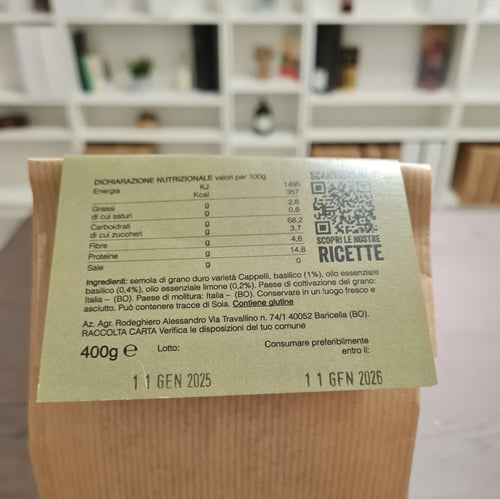 DICHIARAZIONE NUTRIZIONALE valori per 100g
Energia KJ 1495
Kcal 357
Grassi g 2,8
di cui saturi g 0,6
Carboidrati g 68,2
di cui zuccheri g 3,7
Fibre g 4,6
Proteine g 14,8
Sale g 0
SCOPRI LE NOSTRE
RICETTE
Ingredienti: semola di grano duro varietà Cappelli, basilico (1%), olio essenziale
basilico (0,4%), olio essenziale limone (0,2%). Paese di coltivazione del grano:
Italia – (BO). Paese di molitura: Italia – (BO). Conservare in un luogo fresco e
asciutto. Può contenere tracce di Soia. Contiene glutine
Az. Agr. Rodeghiero Alessandro Via Travallino n. 74/1 40052 Baricella (BO).
RACCOLTA CARTA Verifica le disposizioni del tuo comune
400g e Lotto: Consumare preferibilmente
entro il:
11 GEN 2025 11 GEN 2026